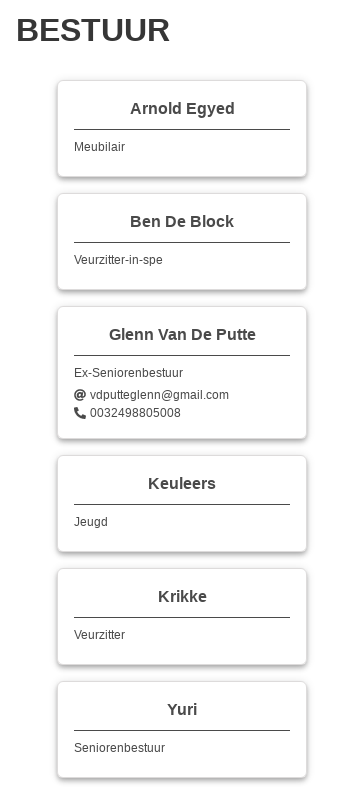 BESTUUR
Arnold Egyed
Meubilair
Ben De Block
Veurzitter-in-spe
Glenn Van De Putte
Ex-Seniorenbestuur
vdputteglenn@gmail.com
0032498805008
Keuleers
Jeugd
Krikke
Veurzitter
Yuri
Seniorenbestuur